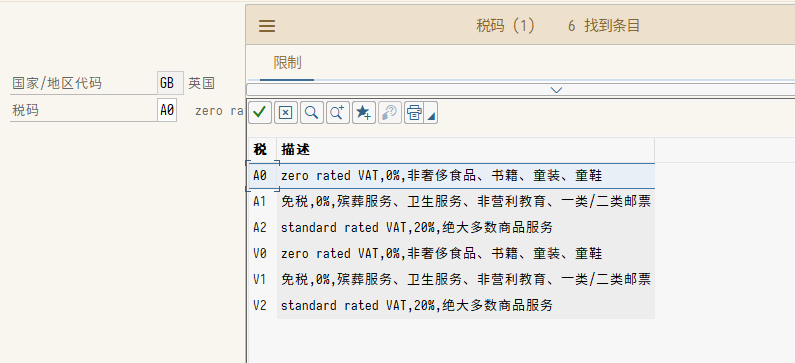 税码 (1)    6 找到条目
限制
国家/地区代码 GB 英国
税码 A0 zero ra
税 描述
A0 zero rated VAT,0%,非奢侈食品、书籍、童装、童鞋
A1 免税,0%,殡葬服务、卫生服务、非营利教育、一类/二类邮票
A2 standard rated VAT,20%,绝大多数商品服务
V0 zero rated VAT,0%,非奢侈食品、书籍、童装、童鞋
V1 免税,0%,殡葬服务、卫生服务、非营利教育、一类/二类邮票
V2 standard rated VAT,20%,绝大多数商品服务